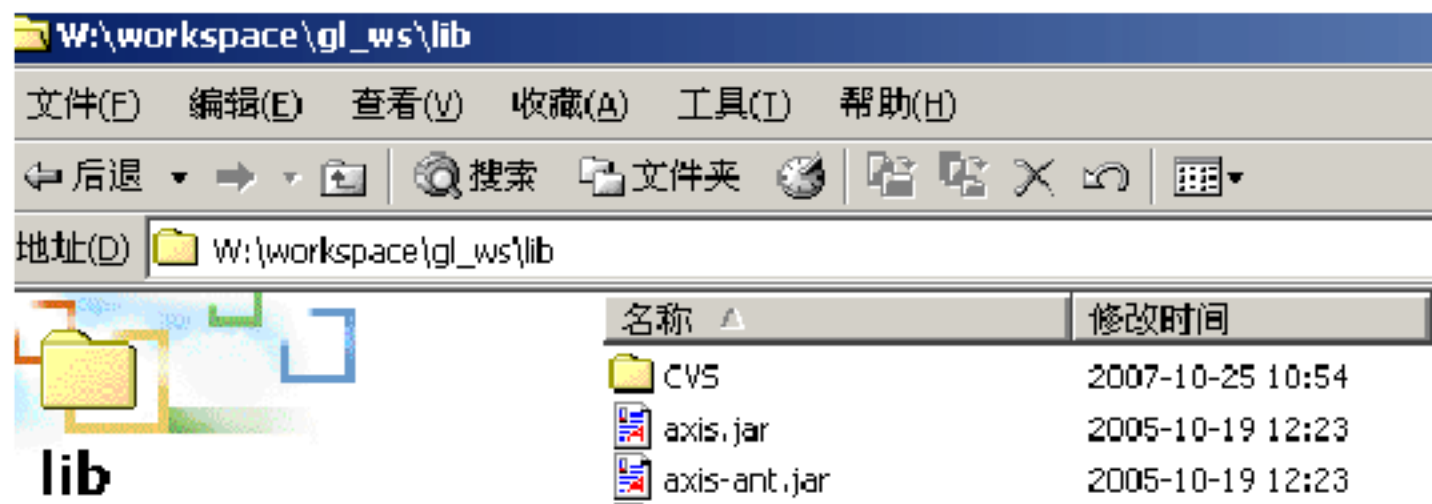 W:\workspace\gl_ws\lib
文件(F) 编辑(E) 查看(V) 收藏(A) 工具(T) 帮助(H)
后退 搜索 文件夹
地址(D) W:\workspace\gl_ws\lib
名称 修改时间
CVS 2007-10-25 10:54
axis.jar 2005-10-19 12:23
lib axis-ant.jar 2005-10-19 12:23